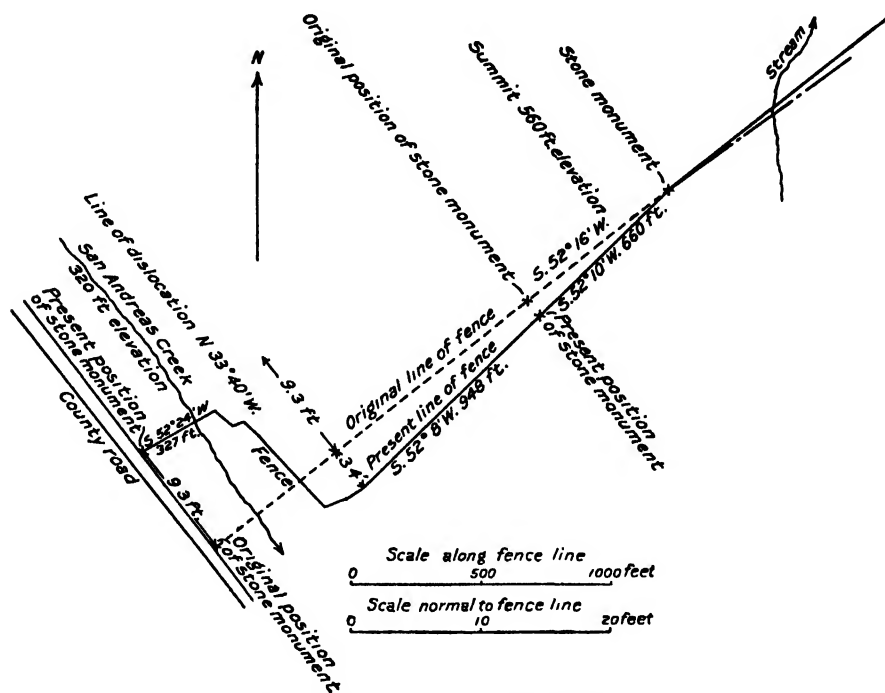 Original position
of stone monument
Summit 560 ft. elevation
Stone monument
Stream
N
S. 52° 16' W.
S. 52° 10' W. 660 ft.
Line of dislocation N 33° 40' W.
San Andreas Creek
320 ft elevation
Present position
of stone monument
County road
S. 52° 24' W
327 ft.
9.3 ft.
Fence
9.3 ft
3.4'
Original line of fence
Present line of fence
S. 52° 8' W. 948 ft.
Present position
of stone monument
Original position
of stone monument
Scale along fence line
0 500 1000 feet
Scale normal to fence line
0 10 20 feet